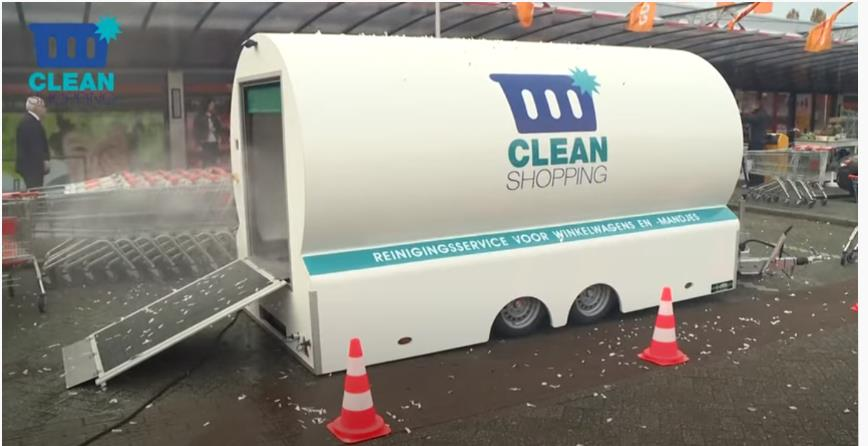 CLEAN
SHOPPING
CLEAN
SHOPPING
REINIGINGSSERVICE VOOR WINKELWAGENS EN -MANDJES